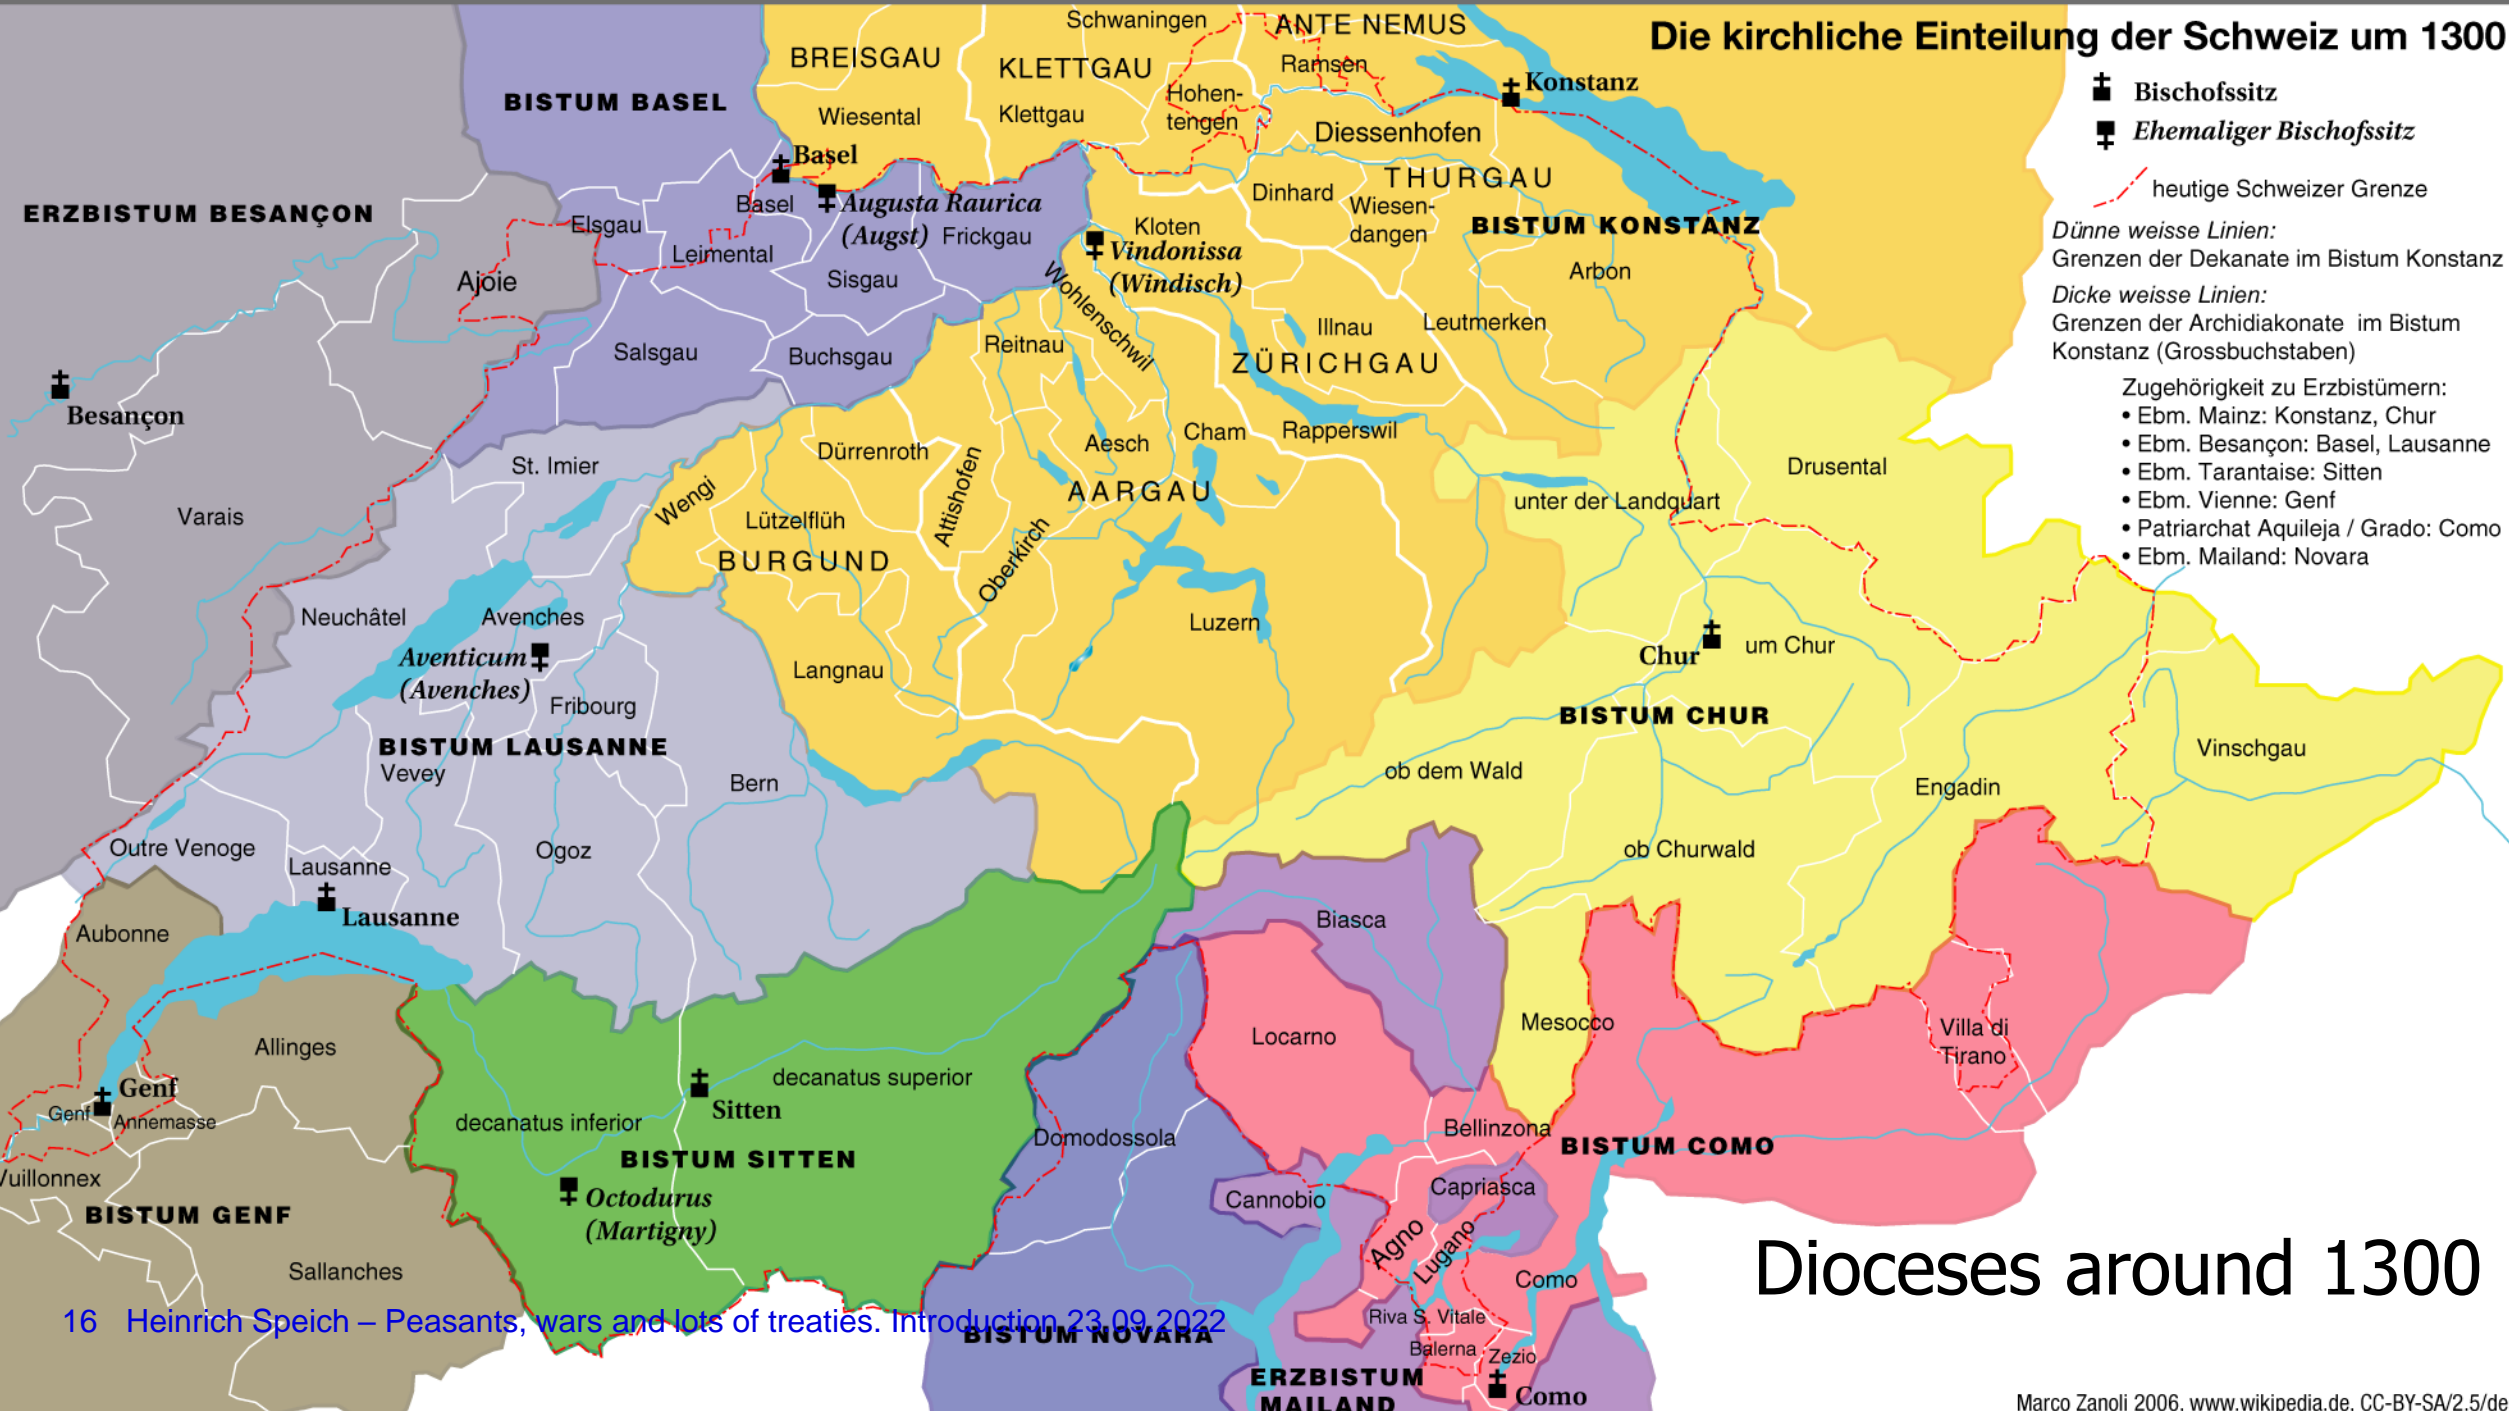 Die kirchliche Einteilung der Schweiz um 1300
Bischofssitz
Ehemaliger Bischofssitz
heutige Schweizer Grenze
Dünne weisse Linien:
Grenzen der Dekanate im Bistum Konstanz
Dicke weisse Linien:
Grenzen der Archidiakonate im Bistum
Konstanz (Grossbuchstaben)
Zugehörigkeit zu Erzbistümern:
• Ebm. Mainz: Konstanz, Chur
• Ebm. Besançon: Basel, Lausanne
• Ebm. Tarantaise: Sitten
• Ebm. Vienne: Genf
• Patriarchat Aquileja / Grado: Como
• Ebm. Mailand: Novara
Schwaningen
ANTE NEMUS
BREISGAU
KLETTGAU
Ramsen
Konstanz
BISTUM BASEL
Wiesental
Klettgau
Hohen-
tengen
Diessenhofen
Basel
THURGAU
ERZBISTUM BESANÇON
Basel
Augusta Raurica
(Augst)
Frickgau
Dinhard
Wiesen-
dangen
BISTUM KONSTANZ
Elsgau
Leimental
Kloten
Vindonissa
(Windisch)
Ajoie
Sisgau
Wohlenschwil
Arbon
Salsgau
Buchsgau
Reitnau
Illnau
Leutmerken
ZÜRICHGAU
Besançon
St. Imier
Dürrenroth
Aesch
Cham
Rapperswil
Drusental
Varais
Wengi
Lützelflüh
Attishofen
AARGAU
unter der Landquart
BURGUND
Oberkirch
Neuchâtel
Avenches
Luzern
Aventicum
(Avenches)
Langnau
Chur
um Chur
Fribourg
BISTUM CHUR
BISTUM LAUSANNE
Vevey
Bern
ob dem Wald
Vinschgau
Engadin
Outre Venoge
Lausanne
Ogoz
ob Churwald
Lausanne
Aubonne
Biasca
Allinges
Locarno
Mesocco
Villa di
Tirano
Genf
Genf
Annemasse
decanatus superior
Sitten
decanatus inferior
Domodossola
Bellinzona
BISTUM COMO
BISTUM SITTEN
Vuillonnex
Octodurus
(Martigny)
Cannobio
Capriasca
BISTUM GENF
Agno
Lugano
Sallanches
Como
Dioceses around 1300
Riva S. Vitale
16 Heinrich Speich – Peasants, wars and lots of treaties. Introduction 23.09.2022
BISTUM NOVARA
Balerna
Zezio
ERZBISTUM
MAILAND
Como
Marco Zanoli 2006, www.wikipedia.de, CC-BY-SA/2.5/de